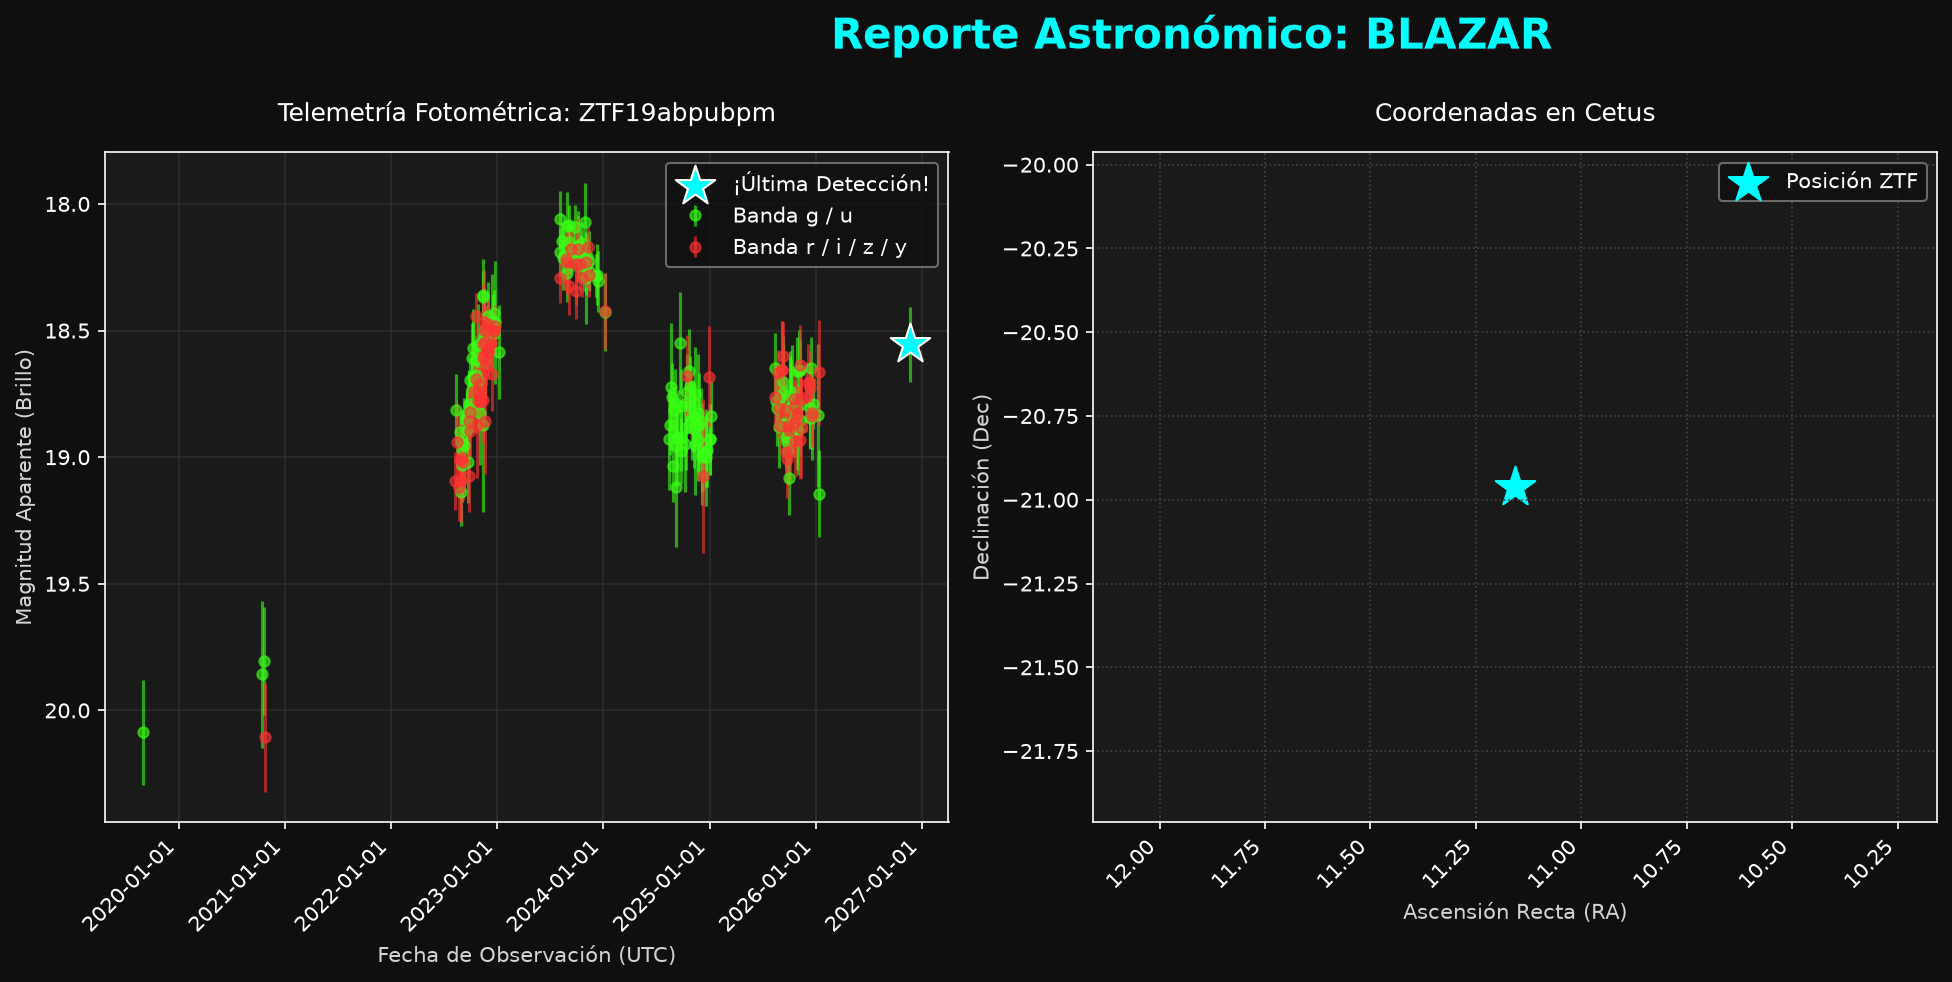 Reporte Astronómico: BLAZAR
Telemetría Fotométrica: ZTF19abpubpm
¡Última Detección!
Banda g / u
Banda r / i / z / y
Magnitud Aparente (Brillo)
18.0
18.5
19.0
19.5
20.0
2020-01-01
2021-01-01
2022-01-01
2023-01-01
2024-01-01
2025-01-01
2026-01-01
2027-01-01
Fecha de Observación (UTC)
Coordenadas en Cetus
Posición ZTF
Declinación (Dec)
−20.00
−20.25
−20.50
−20.75
−21.00
−21.25
−21.50
−21.75
12.00
11.75
11.50
11.25
11.00
10.75
10.50
10.25
Ascensión Recta (RA)